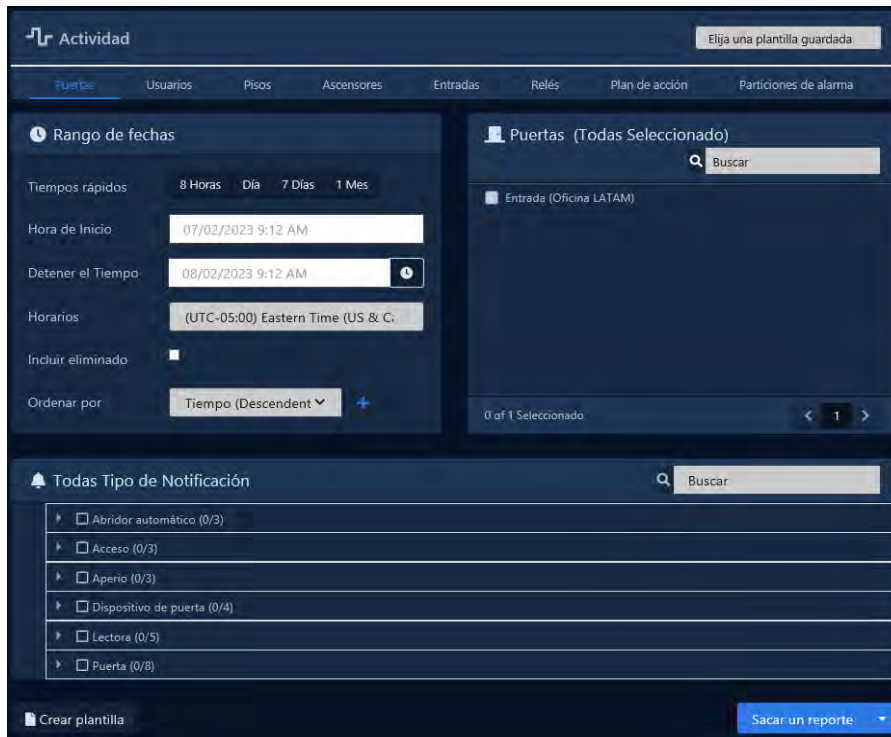 Actividad
Elija una plantilla guardada
Puertas Usuarios Pisos Ascensores Entradas Relés Plan de acción Particiones de alarma
Rango de fechas
Tiempos rápidos 8 Horas Día 7 Días 1 Mes
Hora de Inicio 07/02/2023 9:12 AM
Detener el Tiempo 08/02/2023 9:12 AM
Horarios (UTC-05:00) Eastern Time (US & Ca
Incluir eliminado
Ordenar por Tiempo (Descendent
Puertas (Todas Seleccionado)
Buscar
Entrada (Oficina LATAM)
0 of 1 Seleccionado 1
Todas Tipo de Notificación Buscar
Abridor automático (0/3)
Acceso (0/3)
Aperio (0/3)
Dispositivo de puerta (0/4)
Lectora (0/5)
Puerta (0/8)
Crear plantilla Sacar un reporte